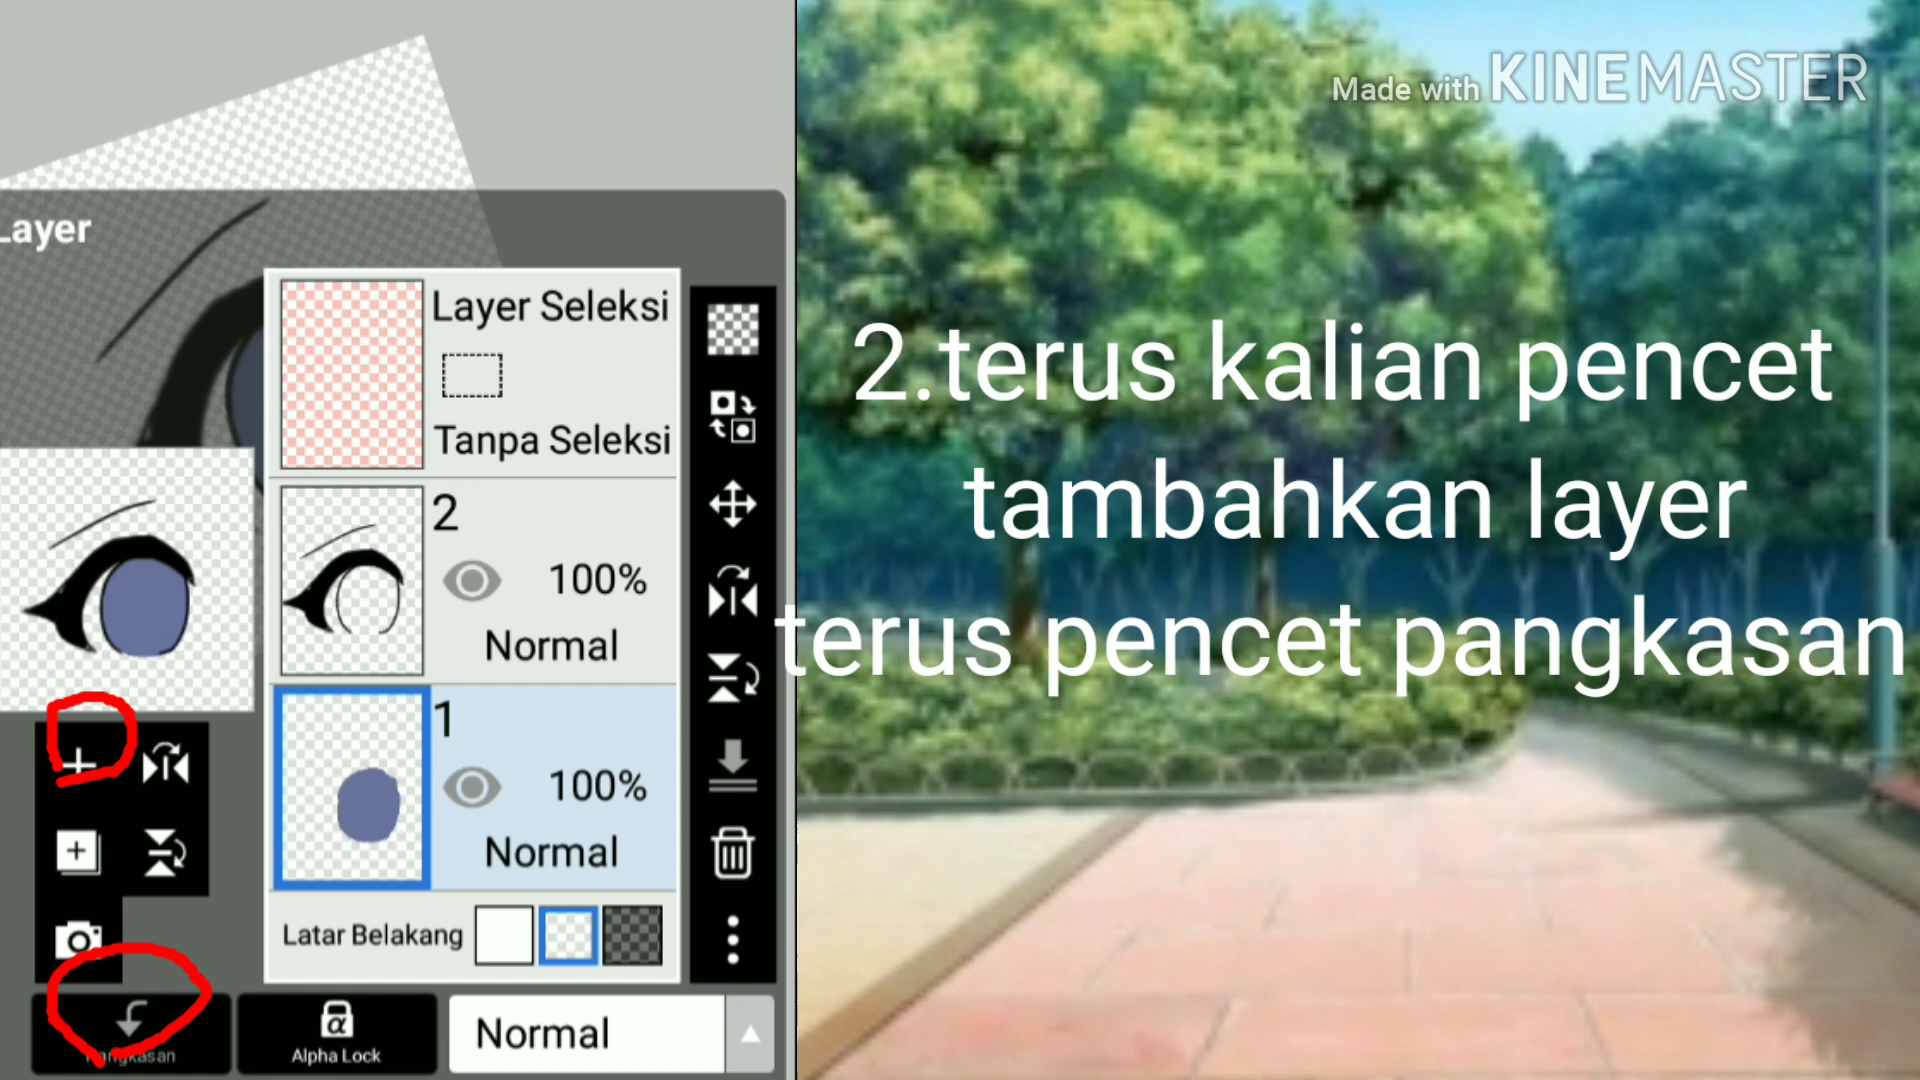 Layer
Layer Seleksi
Tanpa Seleksi
2
100%
Normal
1
100%
Normal
Latar Belakang
Pangkasan
α
Alpha Lock
Normal
Made with KINEMASTER
2.terus kalian pencet
tambahkan layer
terus pencet pangkasan